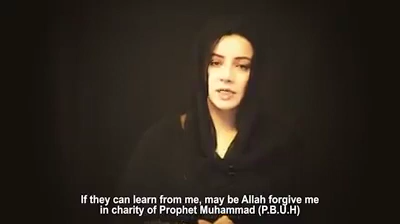 If they can learn from me, may be Allah forgive me
in charity of Prophet Muhammad (P.B.U.H)